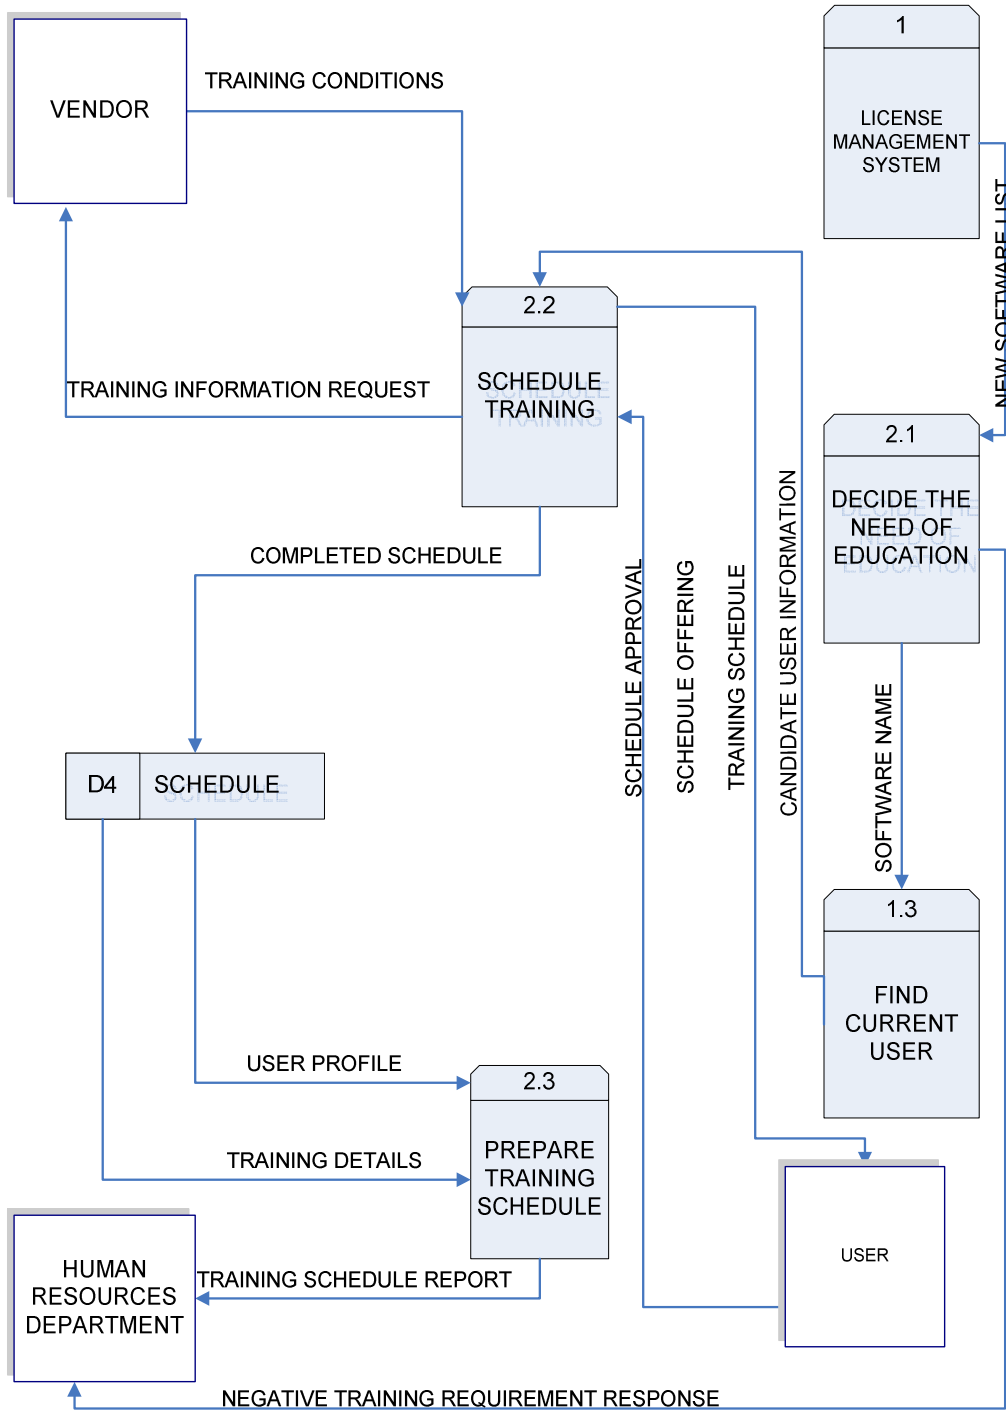 1
TRAINING CONDITIONS
VENDOR
LICENSE
MANAGEMENT
SYSTEM
NEW SOFTWARE LIST
2.2
TRAINING INFORMATION REQUEST
SCHEDULE
TRAINING
2.1
DECIDE THE
NEED OF
EDUCATION
COMPLETED SCHEDULE
SCHEDULE APPROVAL
SCHEDULE OFFERING
TRAINING SCHEDULE
CANDIDATE USER INFORMATION
SOFTWARE NAME
D4
SCHEDULE
1.3
FIND
CURRENT
USER
USER PROFILE
2.3
TRAINING DETAILS
PREPARE
TRAINING
SCHEDULE
USER
HUMAN
RESOURCES
DEPARTMENT
TRAINING SCHEDULE REPORT
NEGATIVE TRAINING REQUIREMENT RESPONSE